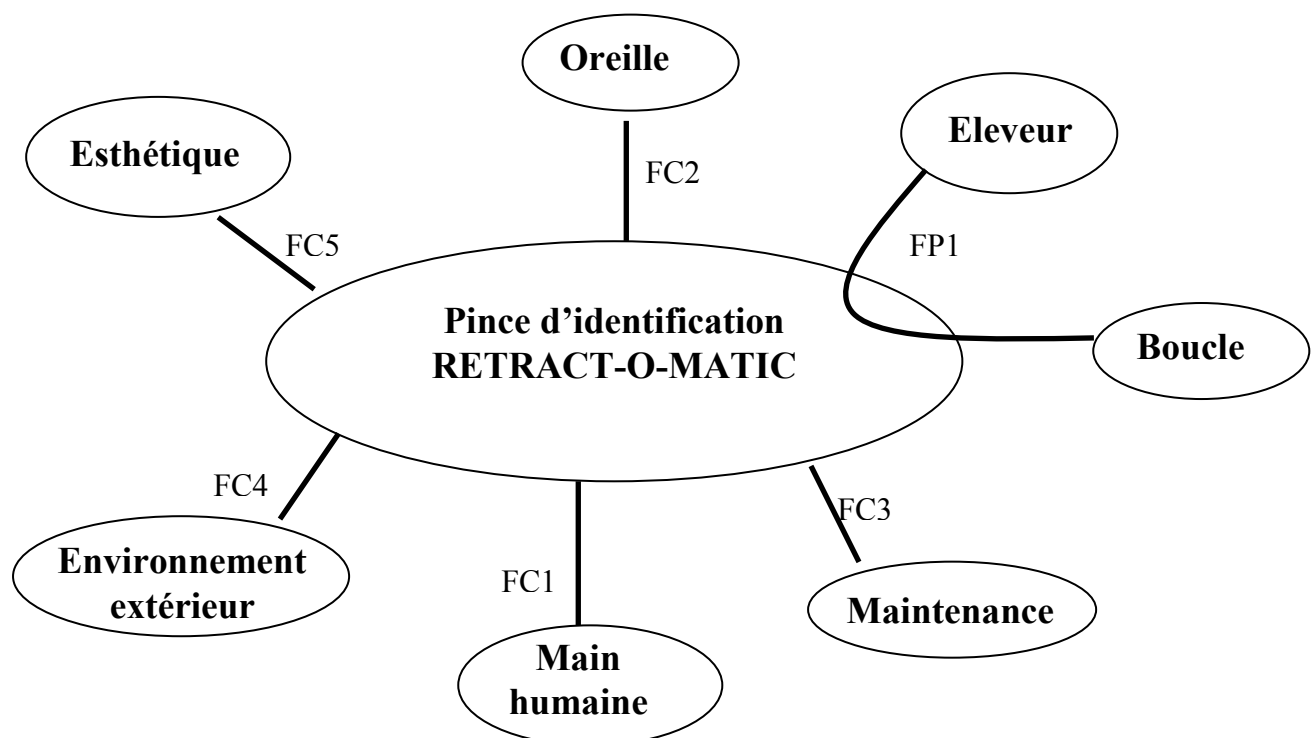 Oreille
Eleveur
Esthétique
FC2
FP1
FC5
Pince d’identification
RETRACT-O-MATIC
Boucle
FC4
FC3
Environnement
extérieur
FC1
Maintenance
Main
humaine